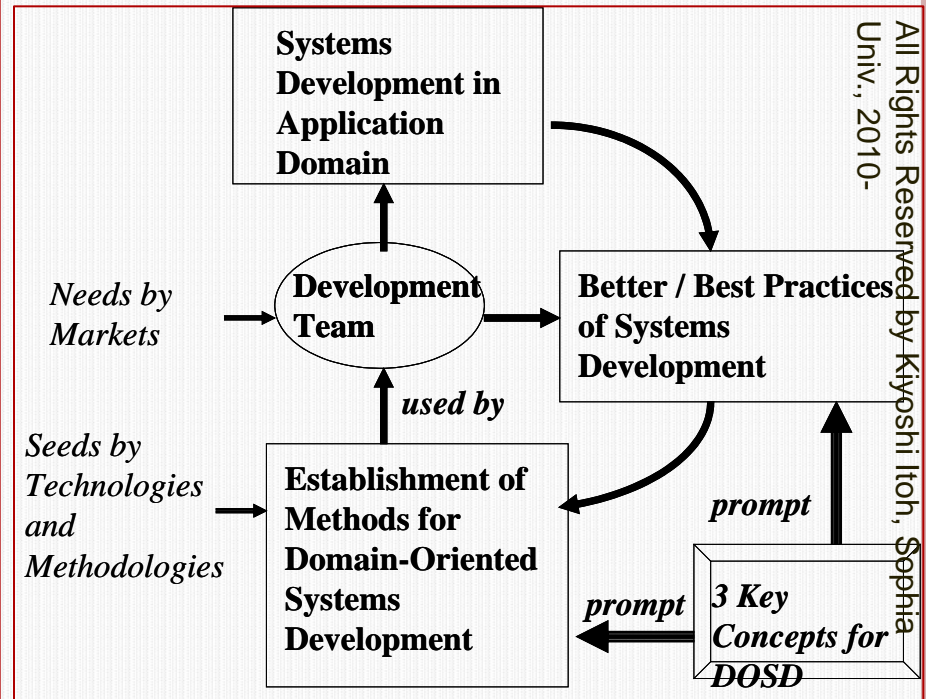 Systems
Development in
Application
Domain
Needs by
Markets
Development
Team
Better / Best Practices
of Systems
Development
used by
Seeds by
Technologies
and
Methodologies
Establishment of
Methods for
Domain-Oriented
Systems
Development
prompt
prompt
3 Key
Concepts for
DOSD
All Rights Reserved by Kiyoshi Itoh, Sophia
Univ., 2010-